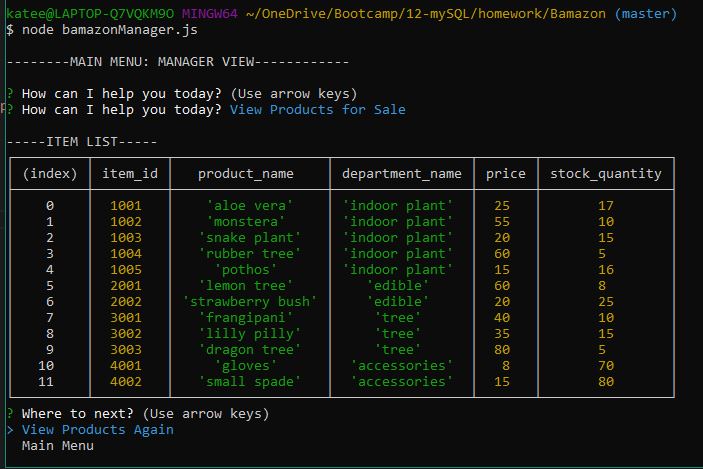 katee@LAPTOP-Q7VQKM9O MINGW64 ~/OneDrive/Bootcamp/12-mySQL/homework/Bamazon (master)
$ node bamazonManager.js
--------MAIN MENU: MANAGER VIEW------------
? How can I help you today? (Use arrow keys)
? How can I help you today? View Products for Sale
-----ITEM LIST-----
(index) item_id product_name department_name price stock_quantity
0 1001 'aloe vera' 'indoor plant' 25 17
1 1002 'monstera' 'indoor plant' 55 10
2 1003 'snake plant' 'indoor plant' 20 15
3 1004 'rubber tree' 'indoor plant' 60 5
4 1005 'pothos' 'indoor plant' 15 16
5 2001 'lemon tree' 'edible' 60 8
6 2002 'strawberry bush' 'edible' 20 25
7 3001 'frangipani' 'tree' 40 10
8 3002 'lilly pilly' 'tree' 35 15
9 3003 'dragon tree' 'tree' 80 5
10 4001 'gloves' 'accessories' 8 70
11 4002 'small spade' 'accessories' 15 80
? Where to next? (Use arrow keys)
> View Products Again
Main Menu